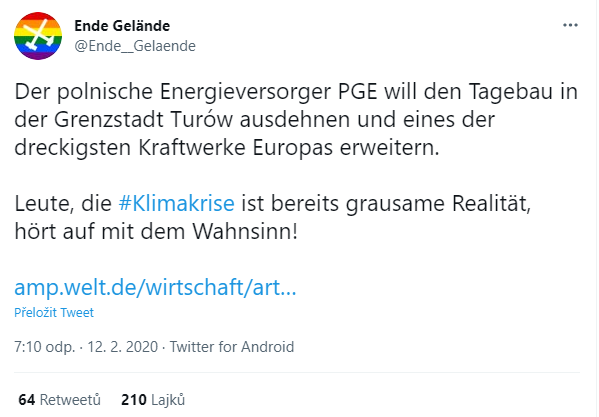 Ende Gelände
@Ende__Gelaende
Der polnische Energieversorger PGE will den Tagebau in
der Grenzstadt Turów ausdehnen und eines der
dreckigsten Kraftwerke Europas erweitern.
Leute, die #Klimakrise ist bereits grausame Realität,
hört auf mit dem Wahnsinn!
amp.welt.de/wirtschaft/art...
Přeložit Tweet
7:10 odp. · 12. 2. 2020 · Twitter for Android
64 Retweetů 210 Lajků